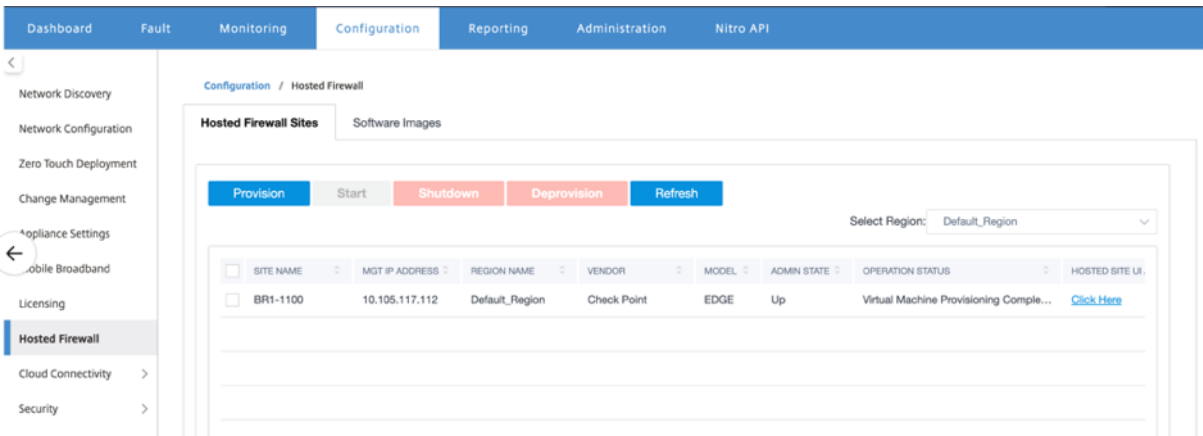 Dashboard Fault Monitoring Configuration Reporting Administration Nitro API
Network Discovery
Network Configuration
Zero Touch Deployment
Change Management
Appliance Settings
Mobile Broadband
Licensing
Hosted Firewall
Cloud Connectivity
Security
Configuration / Hosted Firewall
Hosted Firewall Sites Software Images
Provision Start Shutdown Deprovision Refresh
Select Region: Default_Region
SITE NAME MGT IP ADDRESS REGION NAME VENDOR MODEL ADMIN STATE OPERATION STATUS HOSTED SITE UI
BR1-1100 10.105.117.112 Default_Region Check Point EDGE Up Virtual Machine Provisioning Comple... Click Here